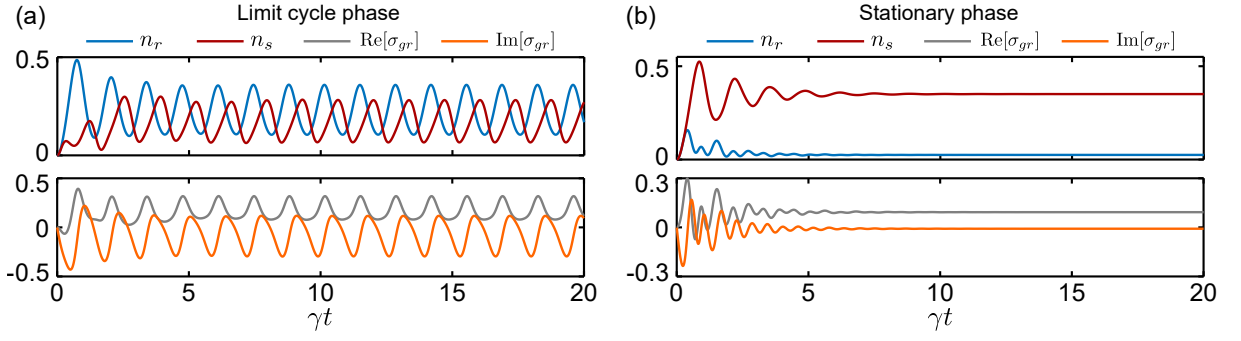 (a) Limit cycle phase
n_r n_s Re[σ_gr] Im[σ_gr]
0.5
0
0.5
0
-0.5
0 5 10 15 20
γt
(b) Stationary phase
n_r n_s Re[σ_gr] Im[σ_gr]
0.5
0
0.3
0
-0.3
0 5 10 15 20
γt